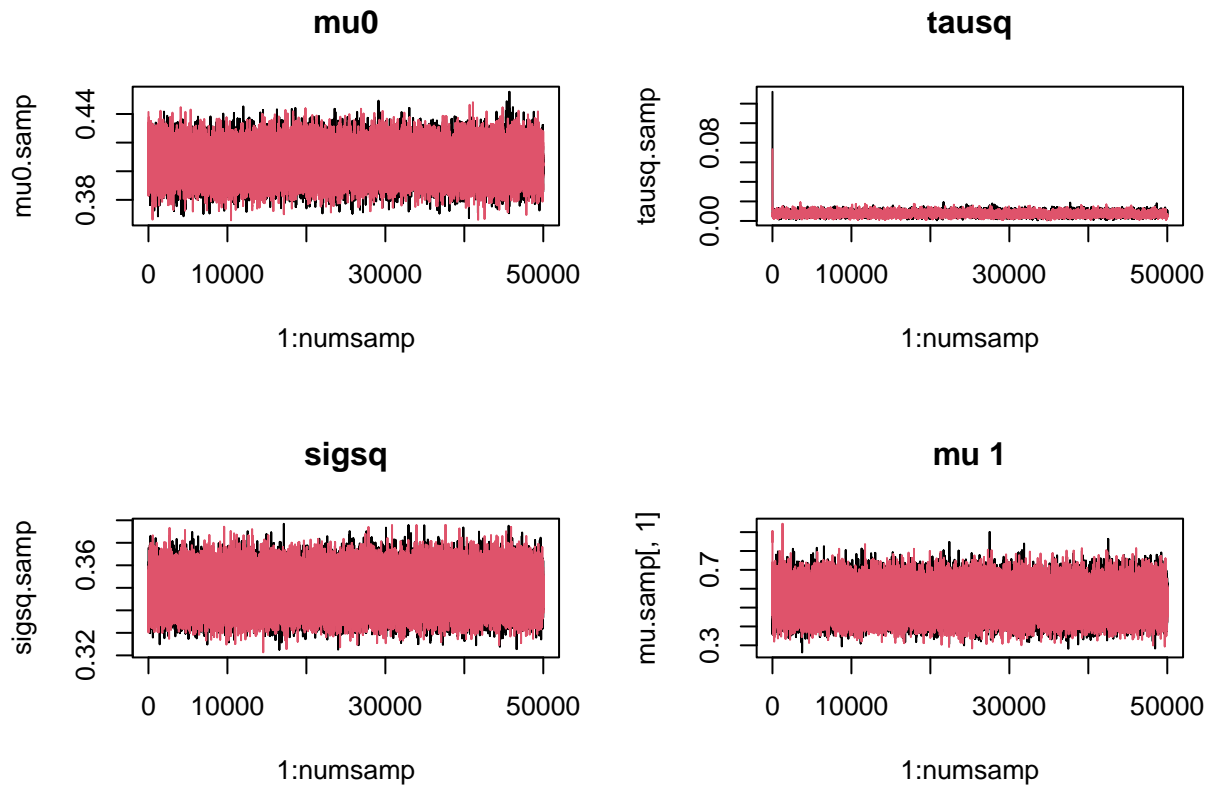 mu0
mu0.samp
0.44
0.38
0 10000 30000 50000
1:numsamp
tausq
tausq.samp
0.08
0.00
0 10000 30000 50000
1:numsamp
sigsq
sigsq.samp
0.36
0.32
0 10000 30000 50000
1:numsamp
mu 1
mu.samp[, 1]
0.7
0.3
0 10000 30000 50000
1:numsamp